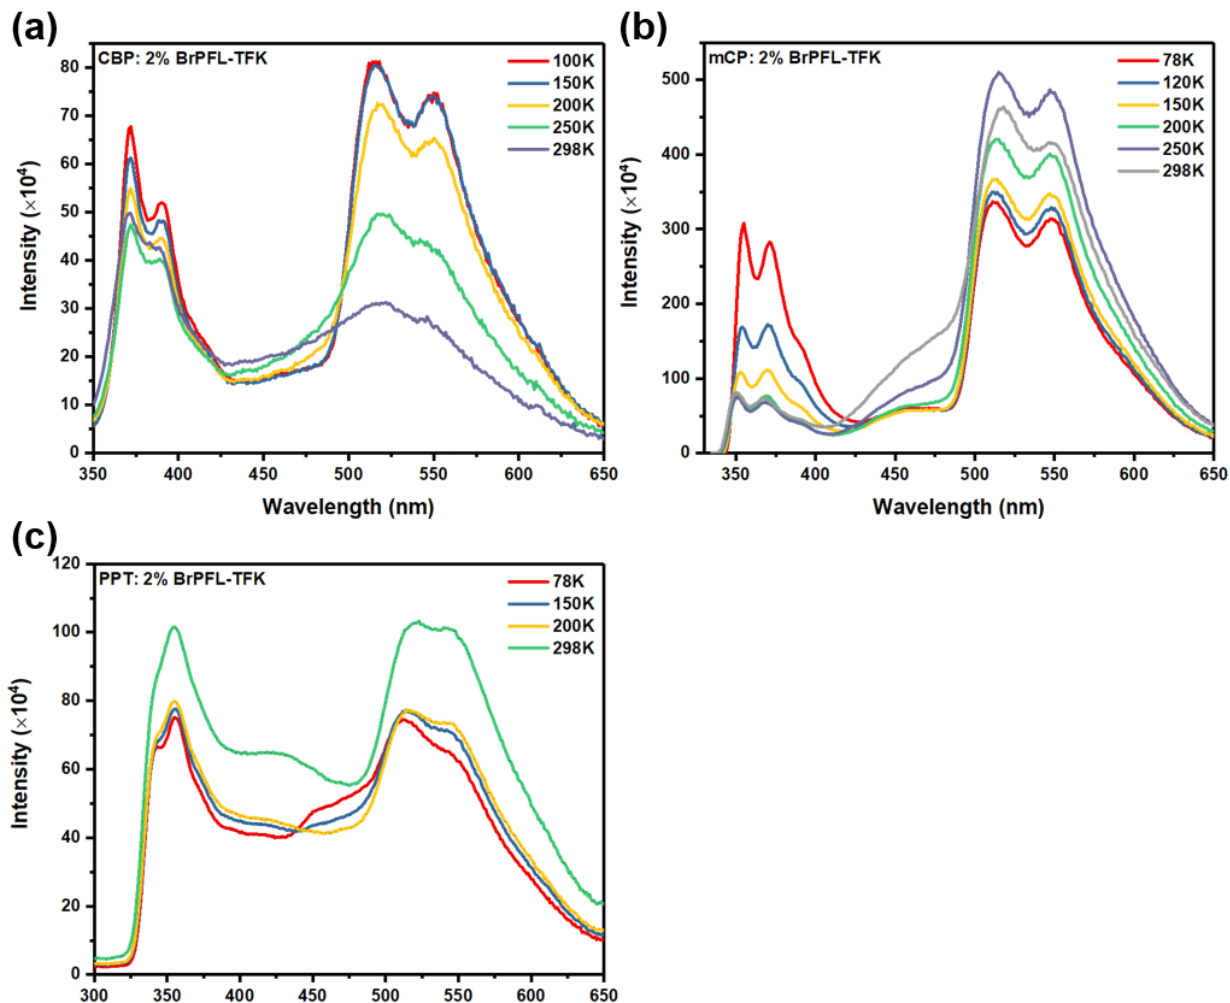 (a)
CBP: 2% BrPFL-TFK
100K
150K
200K
250K
298K
Intensity (×10⁴)
80
70
60
50
40
30
20
10
0
350 400 450 500 550 600 650
Wavelength (nm)
(b)
mCP: 2% BrPFL-TFK
78K
120K
150K
200K
250K
298K
Intensity (×10⁴)
500
400
300
200
100
0
350 400 450 500 550 600 650
Wavelength (nm)
(c)
PPT: 2% BrPFL-TFK
78K
150K
200K
298K
Intensity (×10⁴)
120
100
80
60
40
20
0
300 350 400 450 500 550 600 650